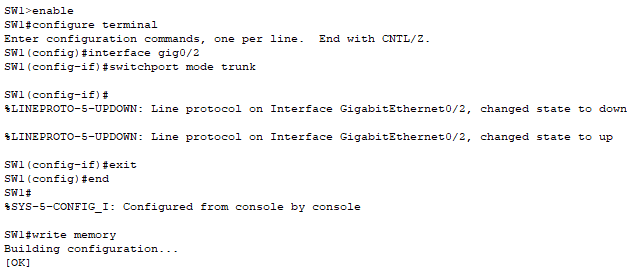 SW1>enable
SW1#configure terminal
Enter configuration commands, one per line.  End with CNTL/Z.
SW1(config)#interface gig0/2
SW1(config-if)#switchport mode trunk
SW1(config-if)#
%LINEPROTO-5-UPDOWN: Line protocol on Interface GigabitEthernet0/2, changed state to down
%LINEPROTO-5-UPDOWN: Line protocol on Interface GigabitEthernet0/2, changed state to up
SW1(config-if)#exit
SW1(config)#end
SW1#
%SYS-5-CONFIG_I: Configured from console by console
SW1#write memory
Building configuration...
[OK]